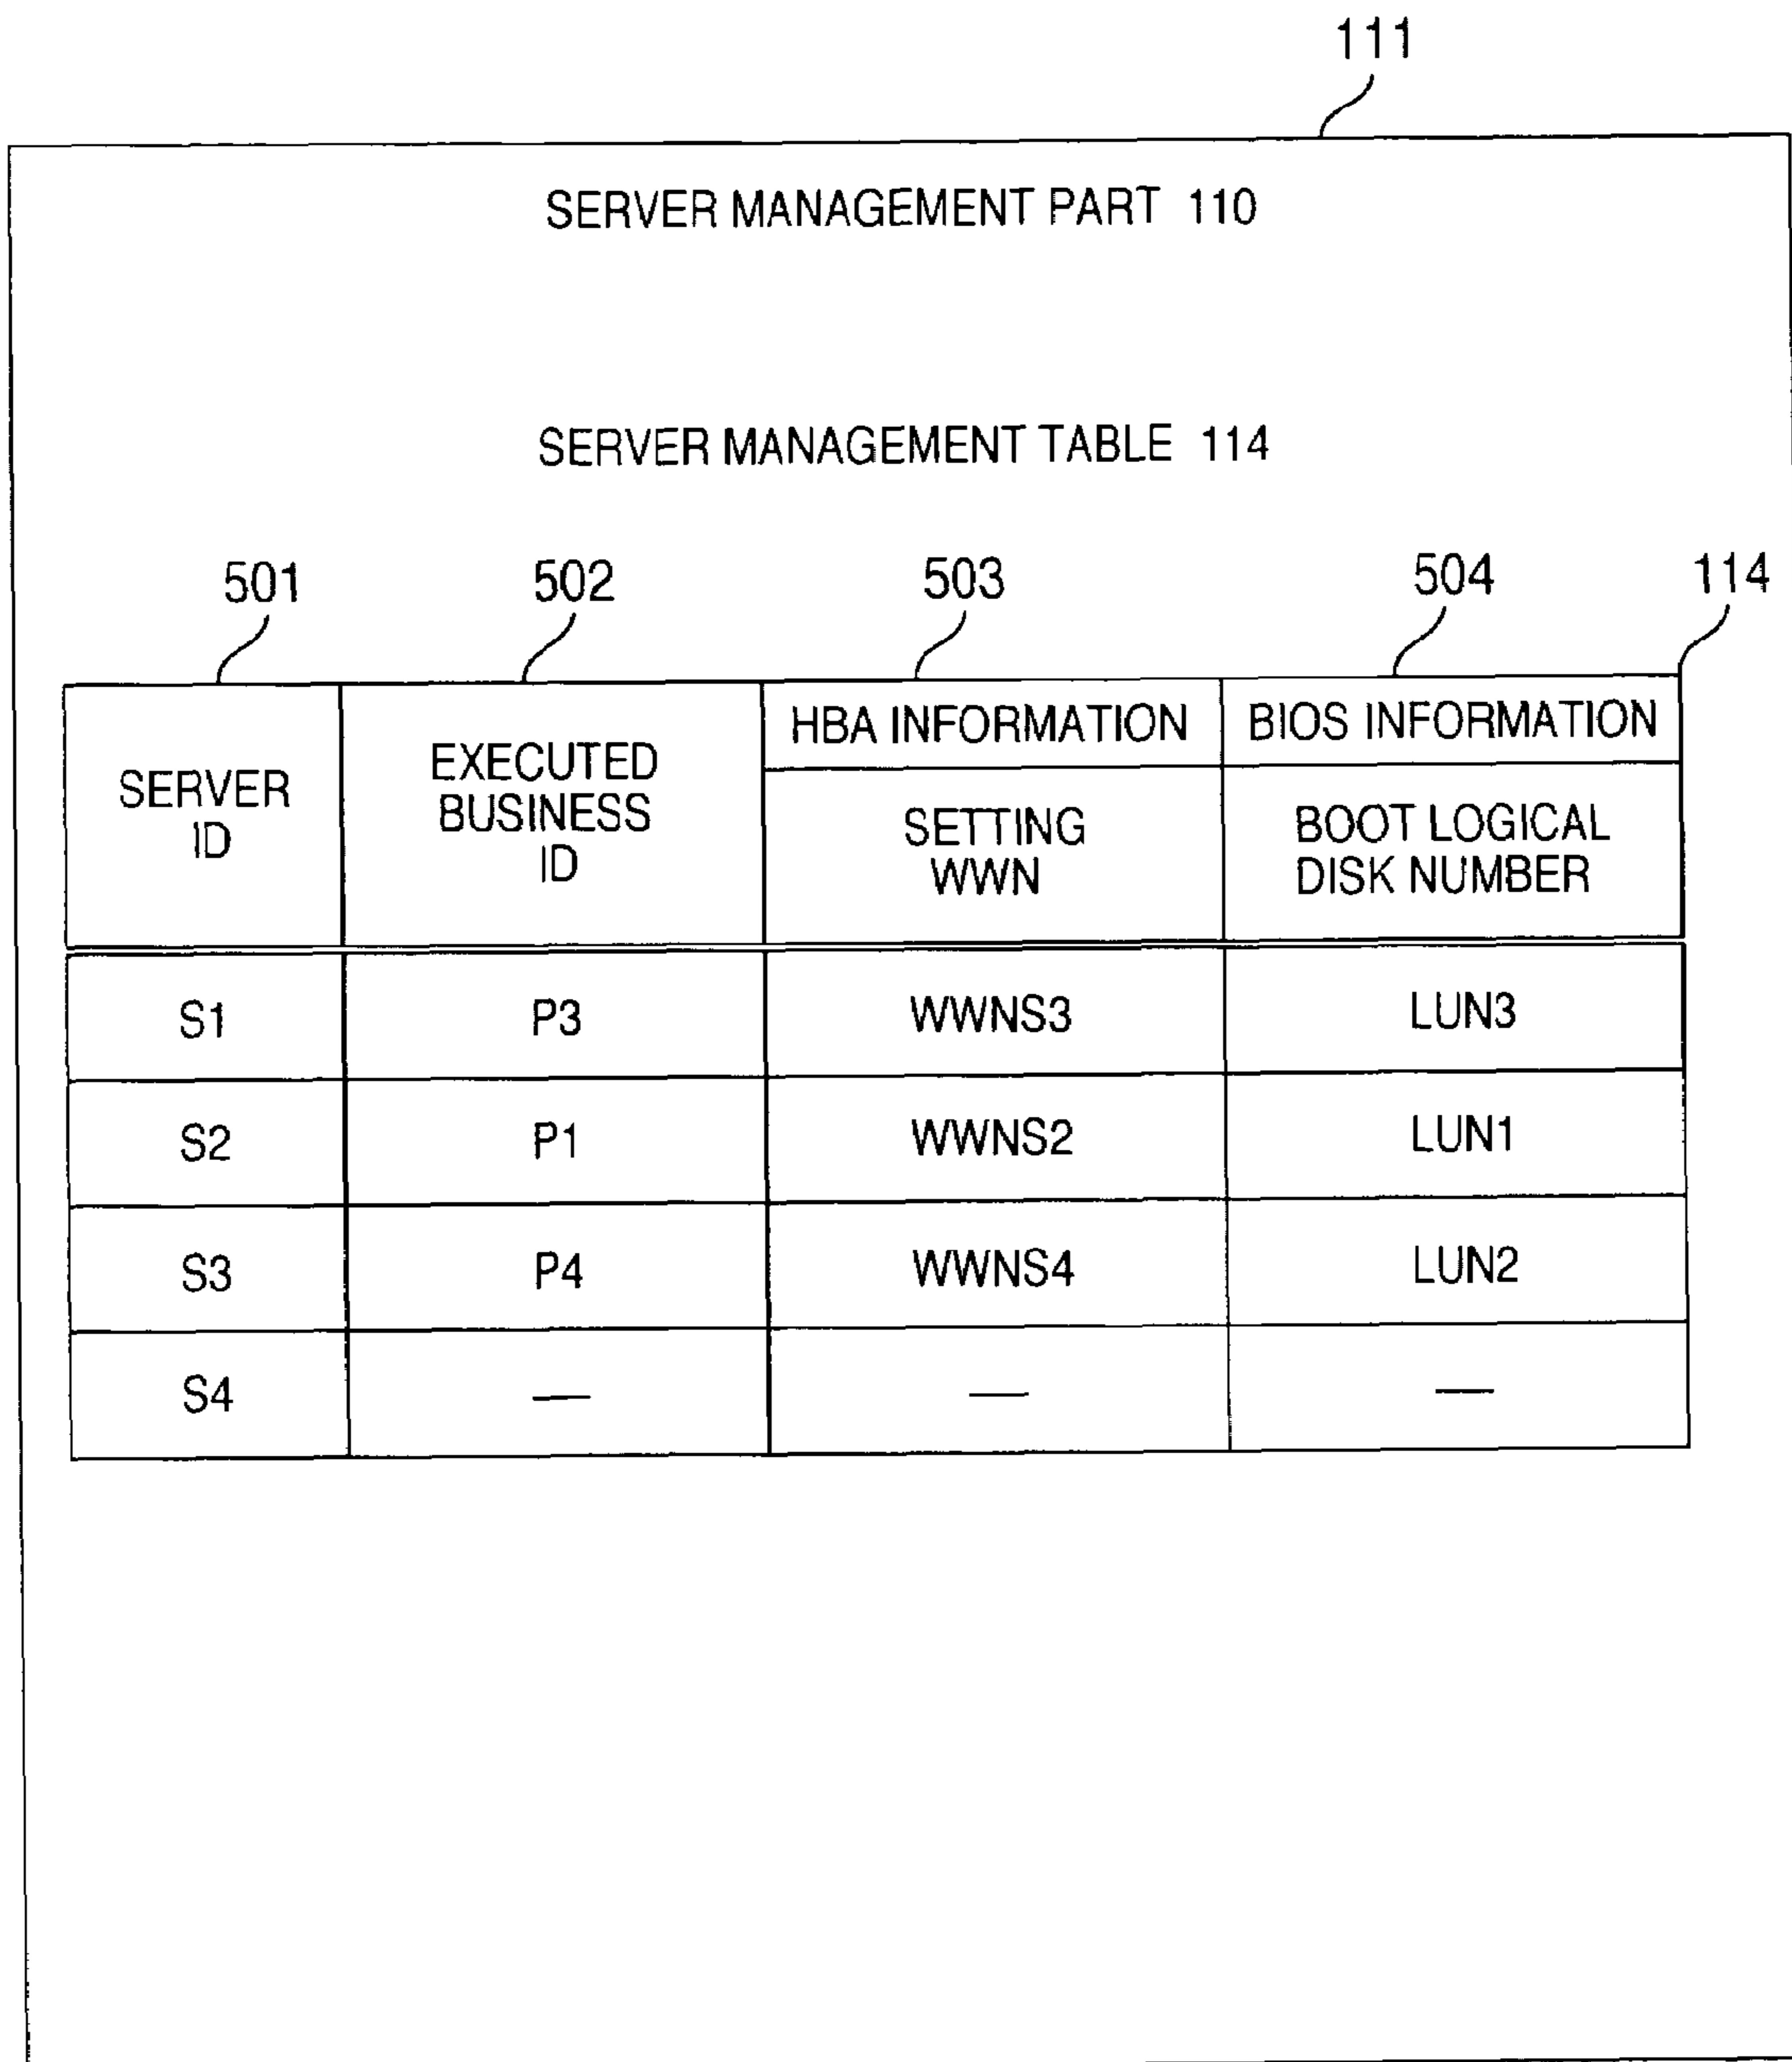 111
SERVER MANAGEMENT PART 110
SERVER MANAGEMENT TABLE 114
501 502 503 504 114
SERVER
ID
EXECUTED
BUSINESS
ID
HBA INFORMATION
SETTING
WWN
BIOS INFORMATION
BOOT LOGICAL
DISK NUMBER
S1 P3 WWNS3 LUN3
S2 P1 WWNS2 LUN1
S3 P4 WWNS4 LUN2
S4 — — —